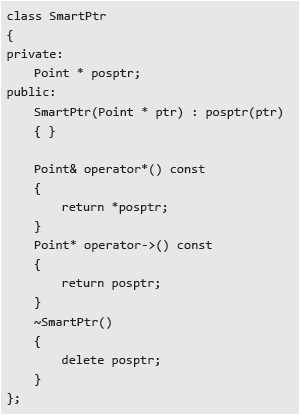 class SmartPtr
{
private:
    Point * posptr;
public:
    SmartPtr(Point * ptr) : posptr(ptr)
    { }

    Point& operator*() const
    {
        return *posptr;
    }
    Point* operator->() const
    {
        return posptr;
    }
    ~SmartPtr()
    {
        delete posptr;
    }
};